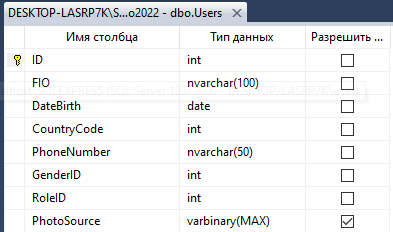 DESKTOP-LASRP7K\S...o2022 - dbo.Users
Имя столбца Тип данных Разрешить ...
ID int
FIO nvarchar(100)
DateBirth date
CountryCode int
PhoneNumber nvarchar(50)
GenderID int
RoleID int
PhotoSource varbinary(MAX)